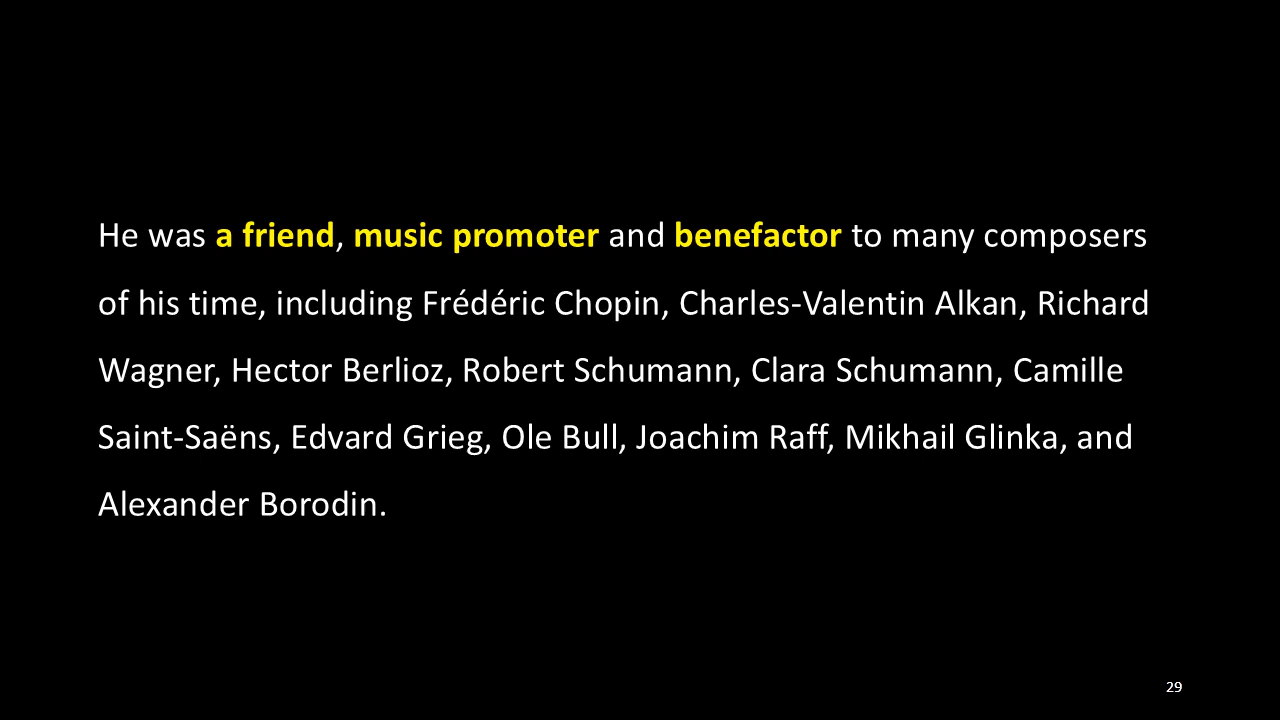 He was a friend, music promoter and benefactor to many composers
of his time, including Frédéric Chopin, Charles-Valentin Alkan, Richard
Wagner, Hector Berlioz, Robert Schumann, Clara Schumann, Camille
Saint-Saëns, Edvard Grieg, Ole Bull, Joachim Raff, Mikhail Glinka, and
Alexander Borodin.
29